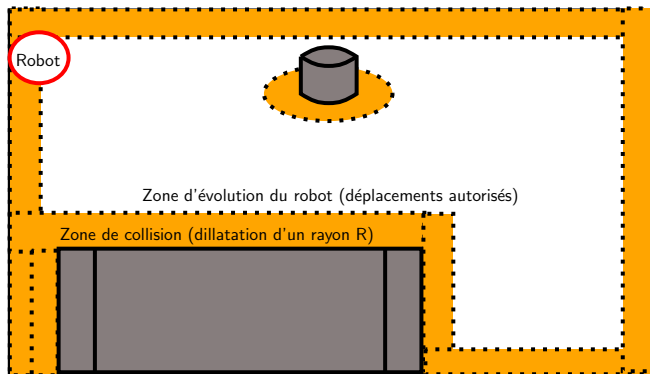 Robot
Zone d'évolution du robot (déplacements autorisés)
Zone de collision (dillatation d'un rayon R)